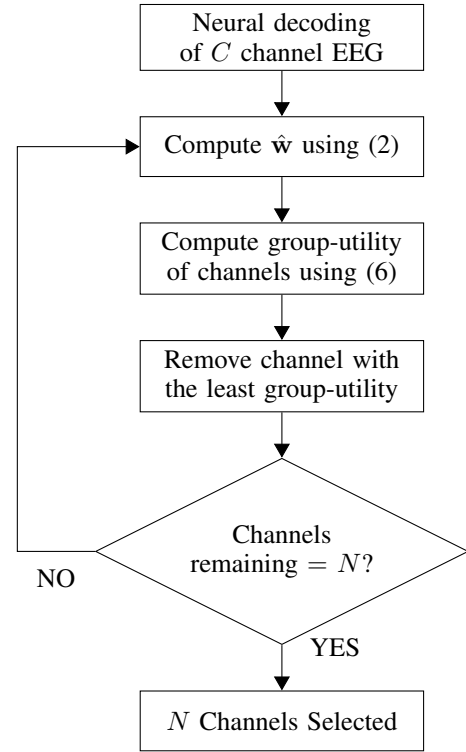 Neural decoding
of C channel EEG
Compute ŵ using (2)
Compute group-utility
of channels using (6)
Remove channel with
the least group-utility
Channels
remaining = N?
NO
YES
N Channels Selected